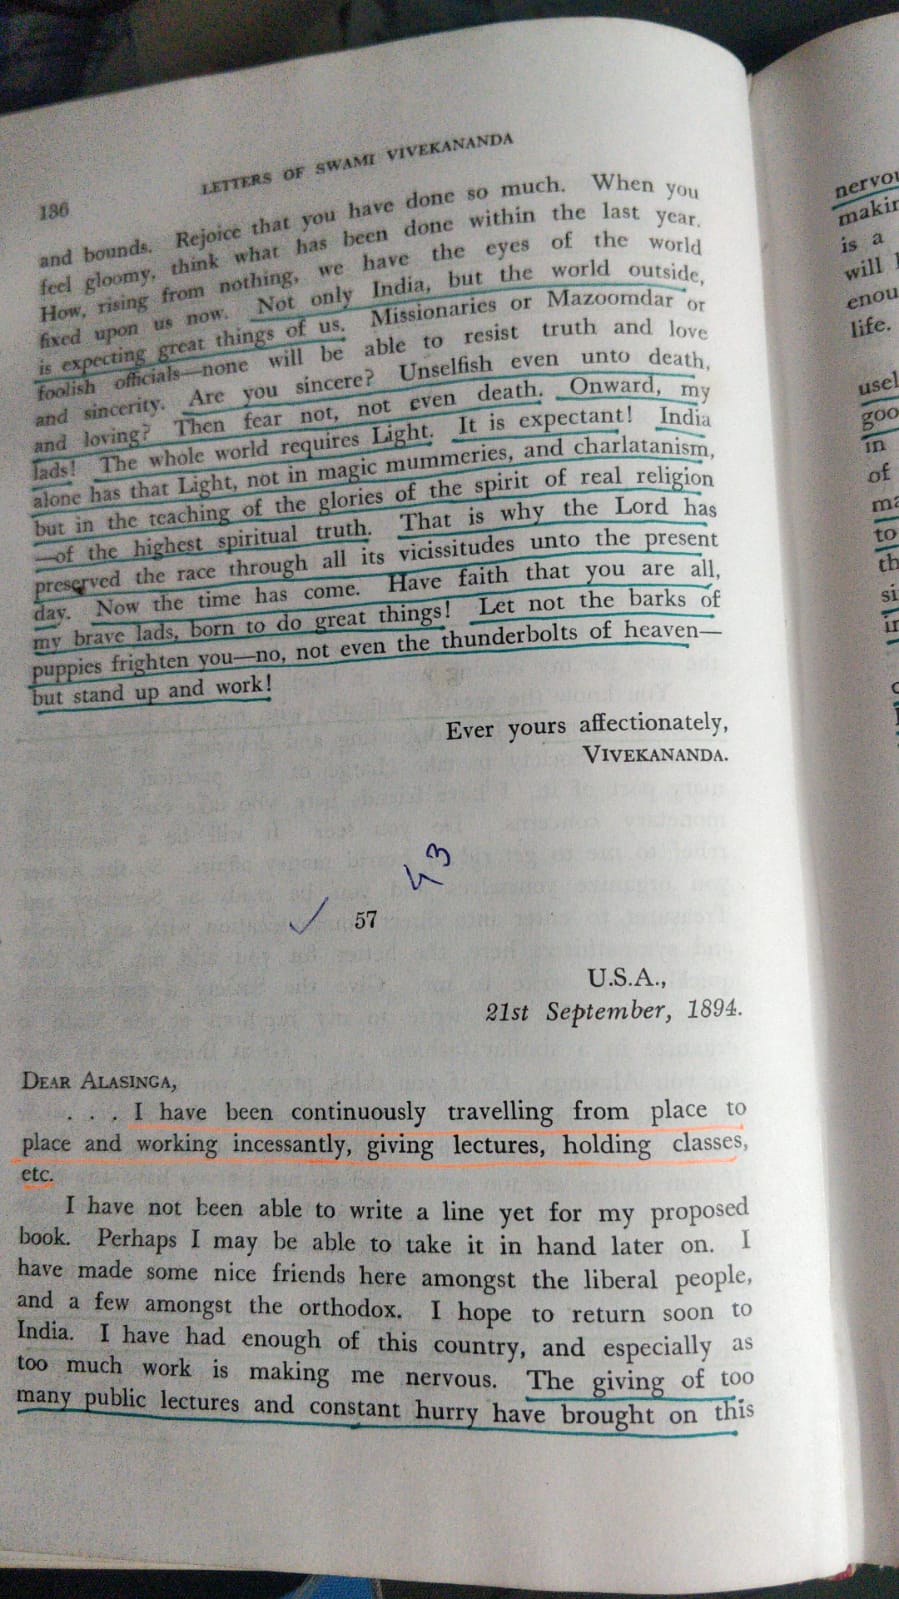 136
LETTERS OF SWAMI VIVEKANANDA
and bounds. Rejoice that you have done so much. When you
feel gloomy, think what has been done within the last year.
How, rising from nothing, we have the eyes of the world
fixed upon us now. Not only India, but the world outside,
is expecting great things of us. Missionaries or Mazoomdar or
foolish officials—none will be able to resist truth and love
and sincerity. Are you sincere? Unselfish even unto death,
and loving? Then fear not, not even death. Onward, my
lads! The whole world requires Light. It is expectant! India
alone has that Light, not in magic mummeries, and charlatanism,
but in the teaching of the glories of the spirit of real religion
—of the highest spiritual truth. That is why the Lord has
preserved the race through all its vicissitudes unto the present
day. Now the time has come. Have faith that you are all,
my brave lads, born to do great things! Let not the barks of
puppies frighten you—no, not even the thunderbolts of heaven—
but stand up and work!
Ever yours affectionately,
VIVEKANANDA.
57
U.S.A.,
21st September, 1894.
DEAR ALASINGA,
. . . I have been continuously travelling from place to
place and working incessantly, giving lectures, holding classes,
etc.
I have not been able to write a line yet for my proposed
book. Perhaps I may be able to take it in hand later on. I
have made some nice friends here amongst the liberal people,
and a few amongst the orthodox. I hope to return soon to
India. I have had enough of this country, and especially as
too much work is making me nervous. The giving of too
many public lectures and constant hurry have brought on this
is a
will
life.
in
of
to